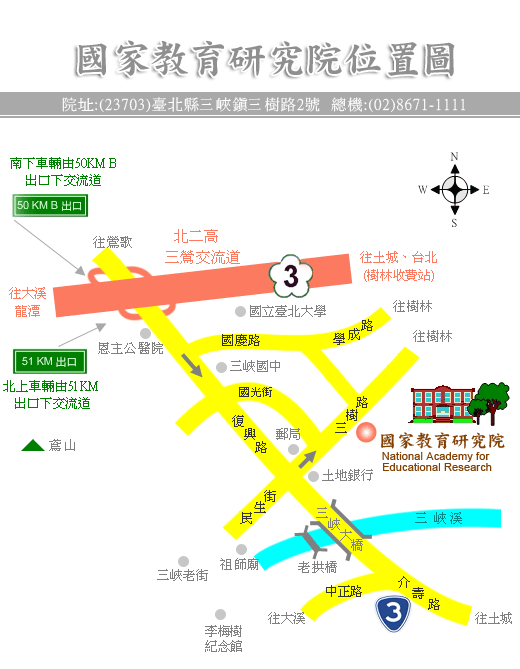 國家教育研究院位置圖
院址:(23703)臺北縣三峽鎮三樹路2號 總機:(02)8671-1111
南下車輛由50KM B
出口下交流道
50 KM B 出口
N
W
E
S
往鶯歌
北二高
三鶯交流道
3
往土城、台北
(樹林收費站)
往大溪
龍潭
國立臺北大學
往樹林
恩主公醫院
國慶路
學成路
往樹林
51 KM 出口
三峽國中
北上車輛由51KM
出口下交流道
國光街
三樹路
復興路
郵局
國家教育研究院
National Academy for
Educational Research
鳶山
土地銀行
民生街
三峽大橋
三峽溪
祖師廟
老拱橋
三峽老街
中正路
介壽路
3
李梅樹
紀念館
往大溪
往土城